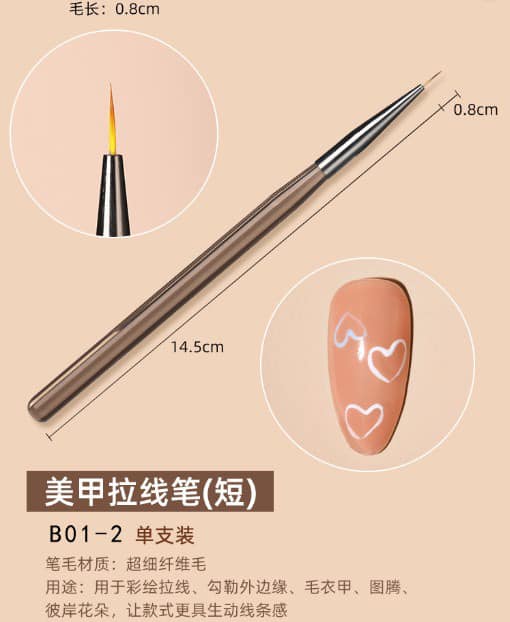 毛长：0.8cm
0.8cm
14.5cm
美甲拉线笔(短)
B01-2 单支装
笔毛材质：超细纤维毛
用途：用于彩绘拉线、勾勒外边缘、毛衣甲、图腾、
彼岸花朵，让款式更具生动线条感